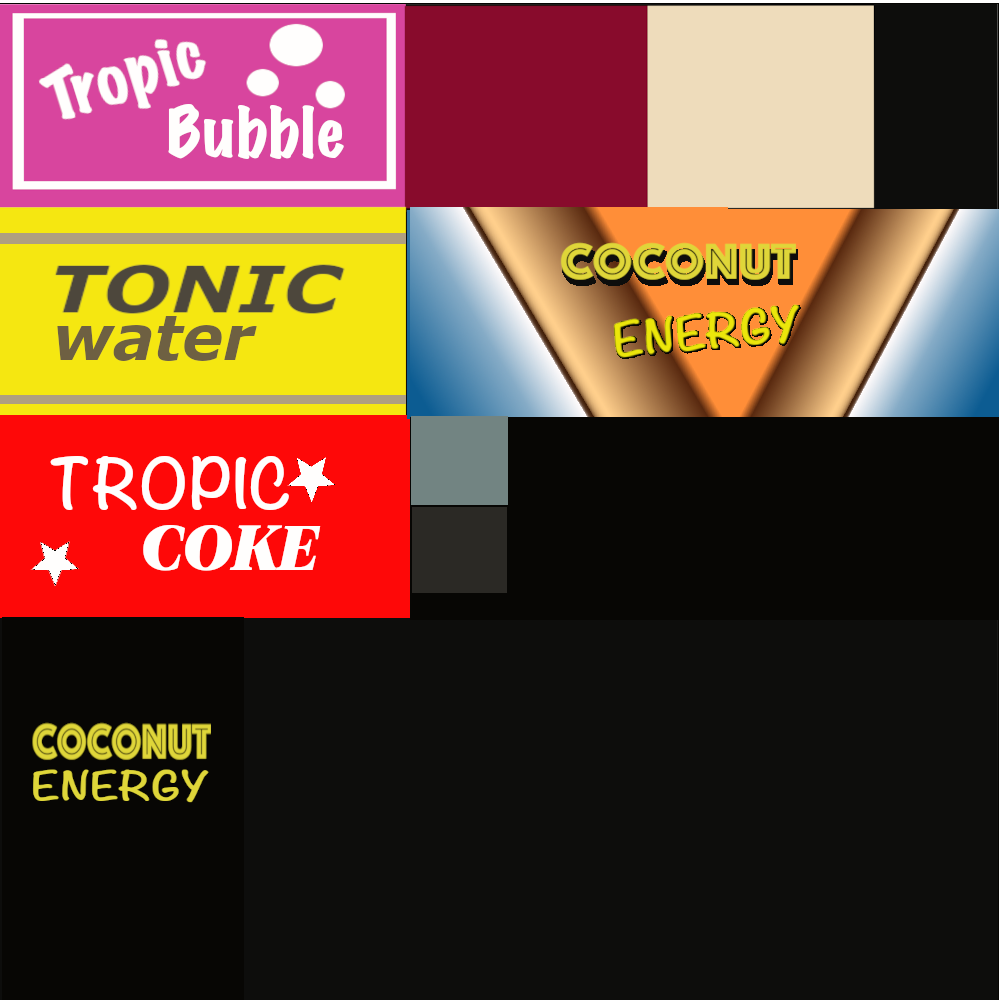 Tropic
Bubble
TONIC
water
COCONUT
ENERGY
TROPIC
COKE
COCONUT
ENERGY